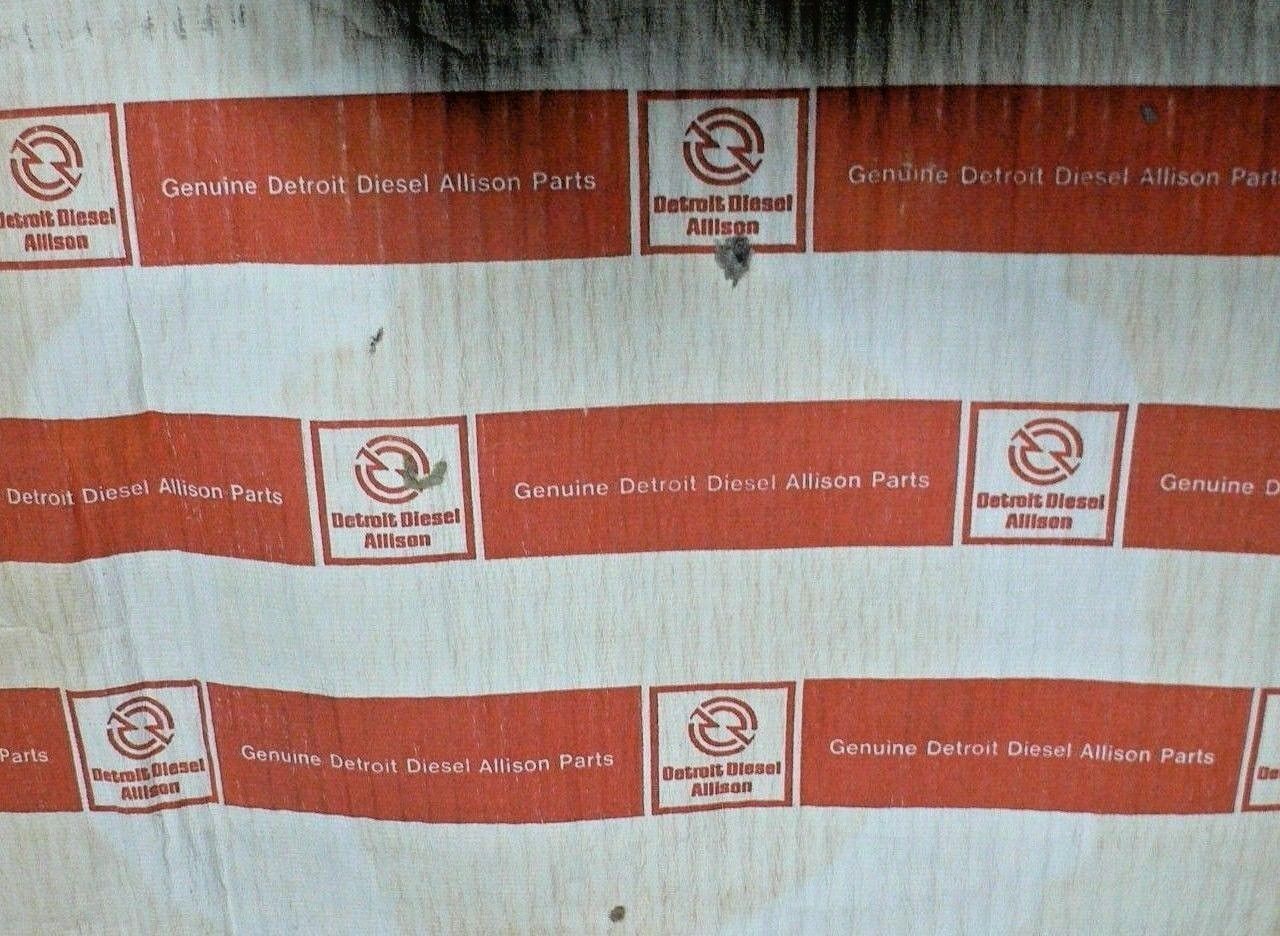 Detroit Diesel
Allison
Genuine Detroit Diesel Allison Parts
Detroit Diesel
Allison
Genuine Detroit Diesel Allison Parts
Detroit Diesel Allison Parts
Detroit Diesel
Allison
Genuine Detroit Diesel Allison Parts
Detroit Diesel
Allison
Genuine D
Parts
Detroit Diesel
Allison
Genuine Detroit Diesel Allison Parts
Detroit Diesel
Allison
Genuine Detroit Diesel Allison Parts
De